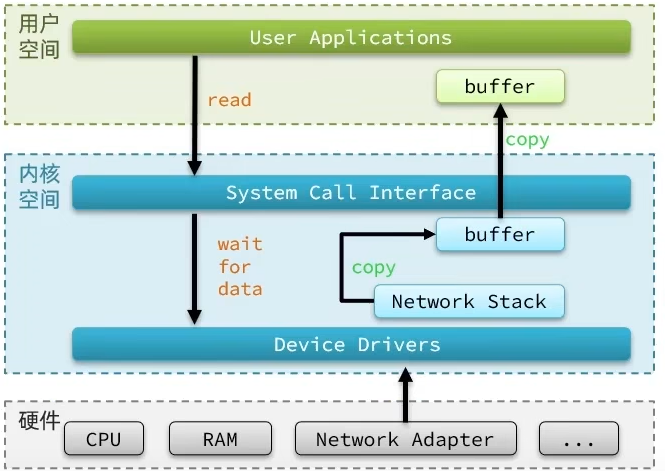 用户
空间
User Applications
buffer
read
copy
内核
空间
System Call Interface
wait
for
data
buffer
copy
Network Stack
Device Drivers
硬件
CPU
RAM
Network Adapter
...